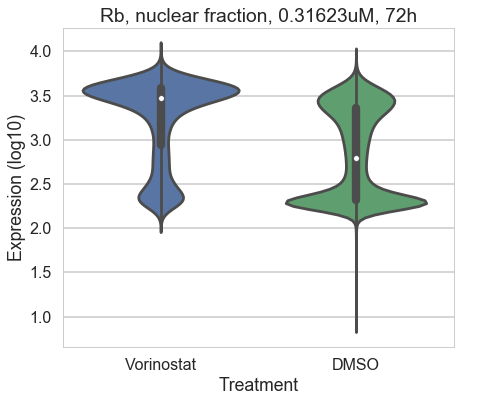 Rb, nuclear fraction, 0.31623uM, 72h
Expression (log10)
4.0
3.5
3.0
2.5
2.0
1.5
1.0
Vorinostat
DMSO
Treatment